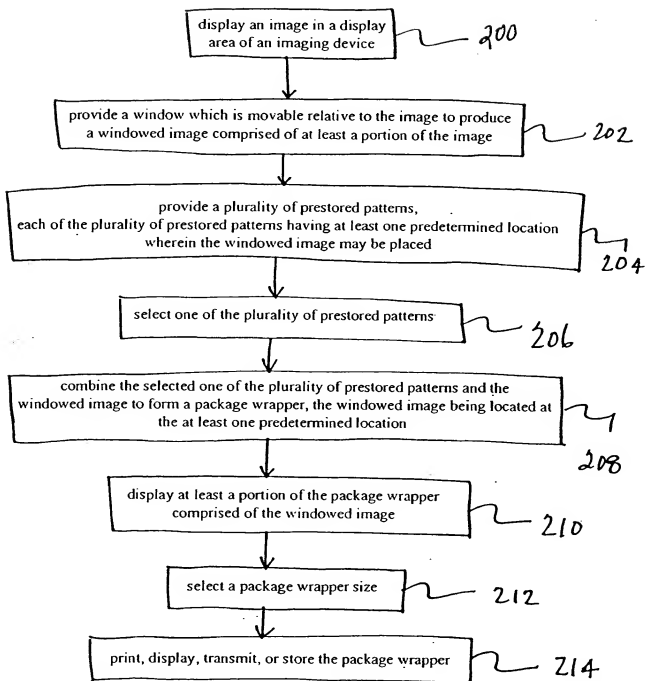 display an image in a display
area of an imaging device
200
provide a window which is movable relative to the image to produce
a windowed image comprised of at least a portion of the image
202
provide a plurality of prestored patterns,
each of the plurality of prestored patterns having at least one predetermined location
wherein the windowed image may be placed
204
select one of the plurality of prestored patterns
206
combine the selected one of the plurality of prestored patterns and the
windowed image to form a package wrapper, the windowed image being located at
the at least one predetermined location
208
display at least a portion of the package wrapper
comprised of the windowed image
210
select a package wrapper size
212
print, display, transmit, or store the package wrapper
214